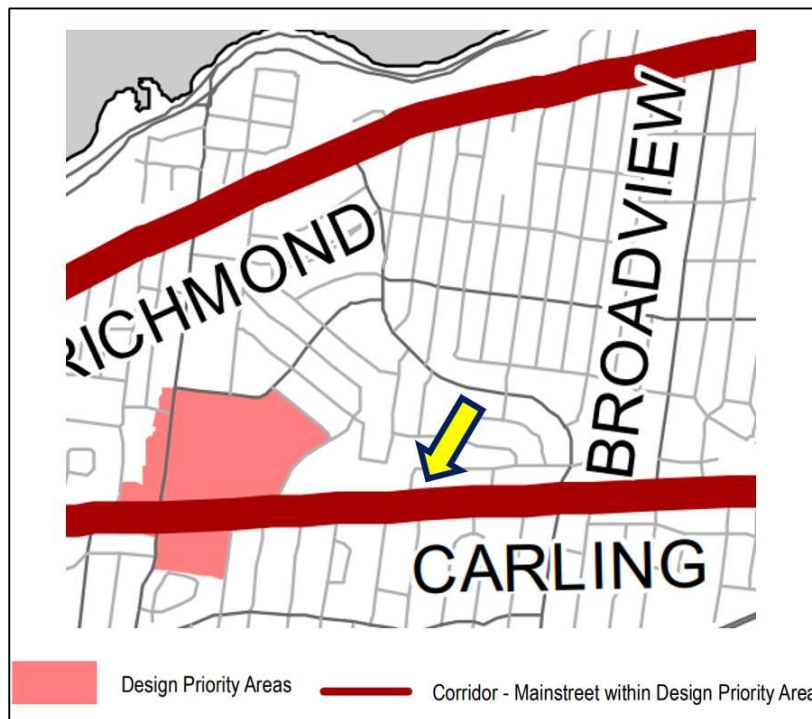 BROADVIEW
RICHMOND
CARLING
Design Priority Areas
Corridor - Mainstreet within Design Priority Area